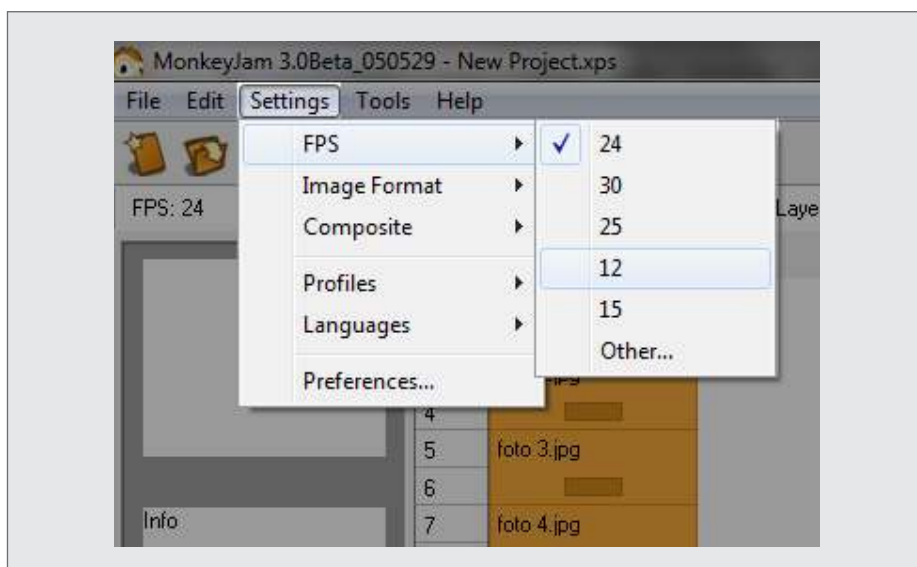 MonkeyJam 3.0Beta_050529 - New Project.xps
File Edit Settings Tools Help
FPS
Image Format
Composite
Profiles
Languages
Preferences...
24
30
25
12
15
Other...
FPS: 24
4
5 foto 3.jpg
6
7 foto 4.jpg
Info